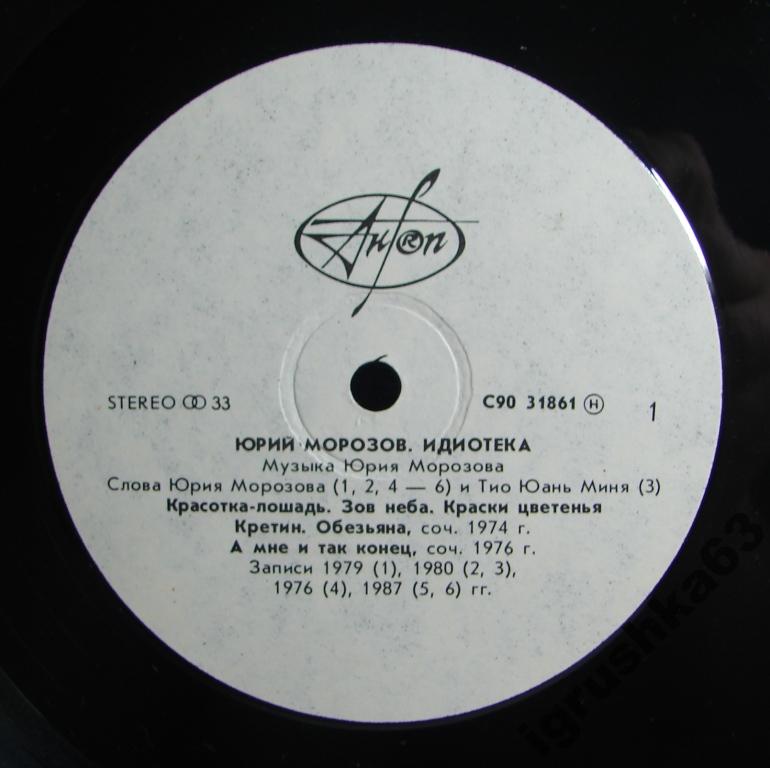 АнTроп
STEREO 33
С90 31861 Н
1
ЮРИЙ МОРОЗОВ. ИДИОТЕКА
Музыка Юрия Морозова
Слова Юрия Морозова (1, 2, 4 — 6) и Тио Юань Миня (3)
Красотка-лошадь. Зов неба. Краски цветенья
Кретин. Обезьяна, соч. 1974 г.
А мне и так конец, соч. 1976 г.
Записи 1979 (1), 1980 (2, 3),
1976 (4), 1987 (5, 6) гг.
igrushka63